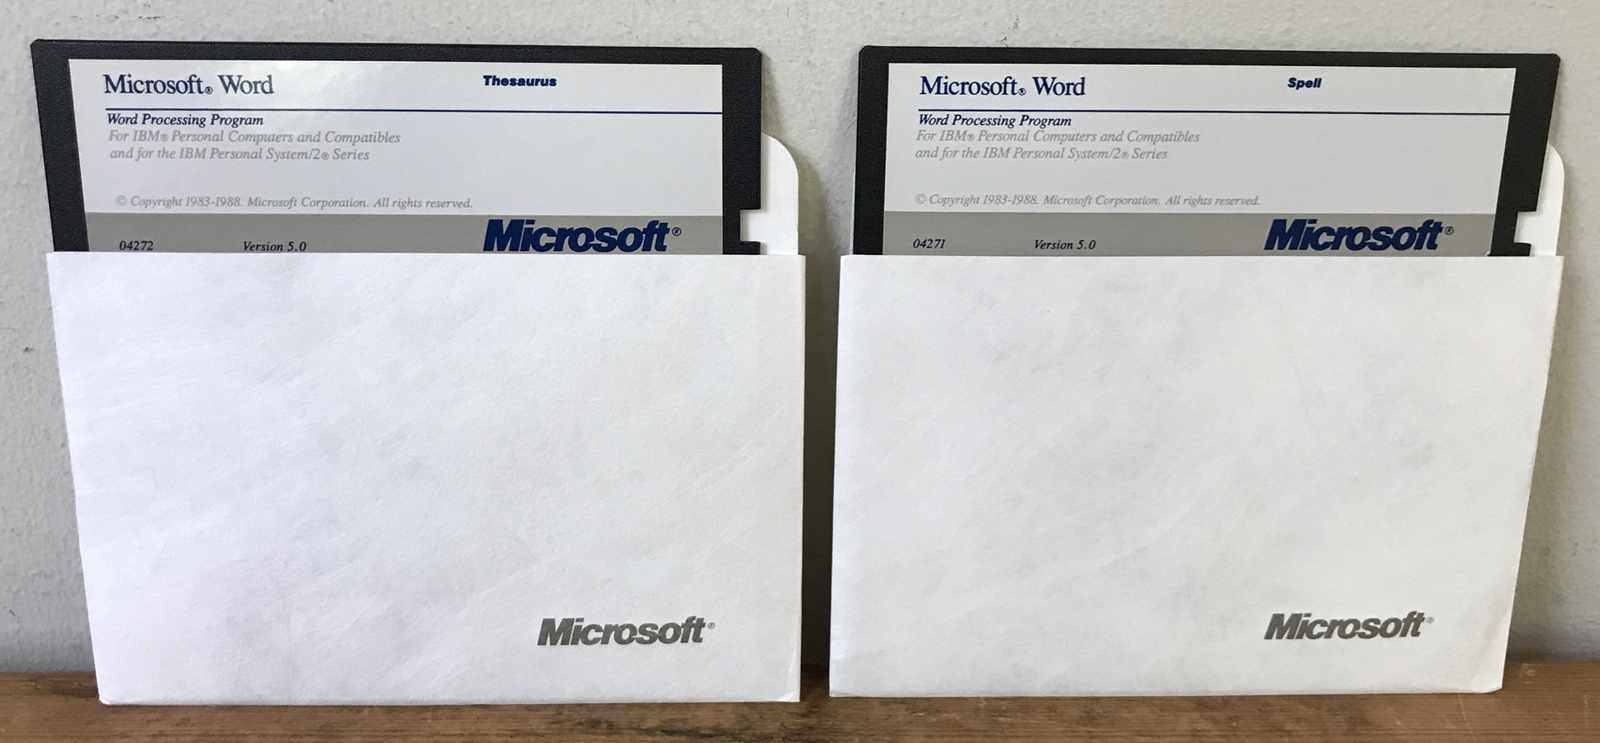 Microsoft® Word Thesaurus
Word Processing Program
For IBM® Personal Computers and Compatibles
and for the IBM Personal System/2® Series
© Copyright 1983-1988. Microsoft Corporation. All rights reserved.
04272 Version 5.0 Microsoft®
Microsoft®
Microsoft® Word Spell
Word Processing Program
For IBM® Personal Computers and Compatibles
and for the IBM Personal System/2® Series
© Copyright 1983-1988. Microsoft Corporation. All rights reserved.
04271 Version 5.0 Microsoft®
Microsoft®